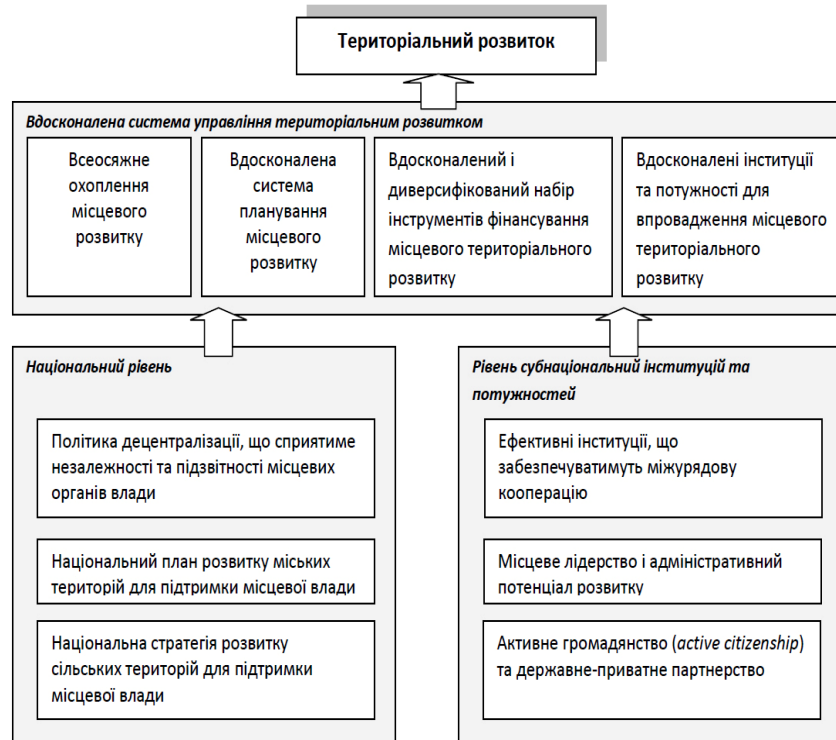 Територіальний розвиток
Вдосконалена система управління територіальним розвитком
Всеосяжне
охоплення
місцевого
розвитку
Вдосконалена
система
планування
місцевого
розвитку
Вдосконалений і
диверсифікований набір
інструментів фінансування
місцевого територіального
розвитку
Вдосконалені інституції
та потужності для
впровадження місцевого
територіального
розвитку
Національний рівень
Політика децентралізації, що сприятиме
незалежності та підзвітності місцевих
органів влади
Національний план розвитку міських
територій для підтримки місцевої влади
Національна стратегія розвитку
сільських територій для підтримки
місцевої влади
Рівень субнаціональний інституцій та
потужностей
Ефективні інституції, що
забезпечуватимуть міжурядову
кооперацію
Місцеве лідерство і адміністративний
потенціал розвитку
Активне громадянство (active citizenship)
та державне-приватне партнерство